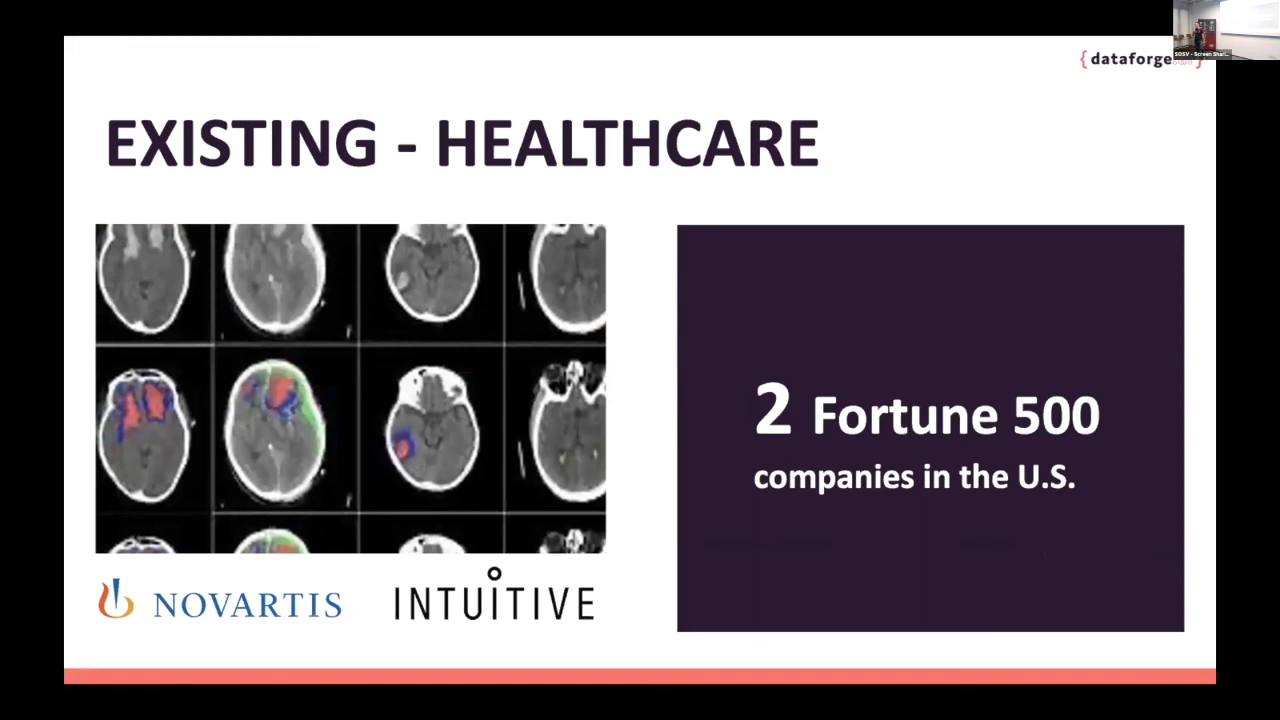 { dataforge }
EXISTING - HEALTHCARE
2 Fortune 500
companies in the U.S.
NOVARTIS
INTUITIVE